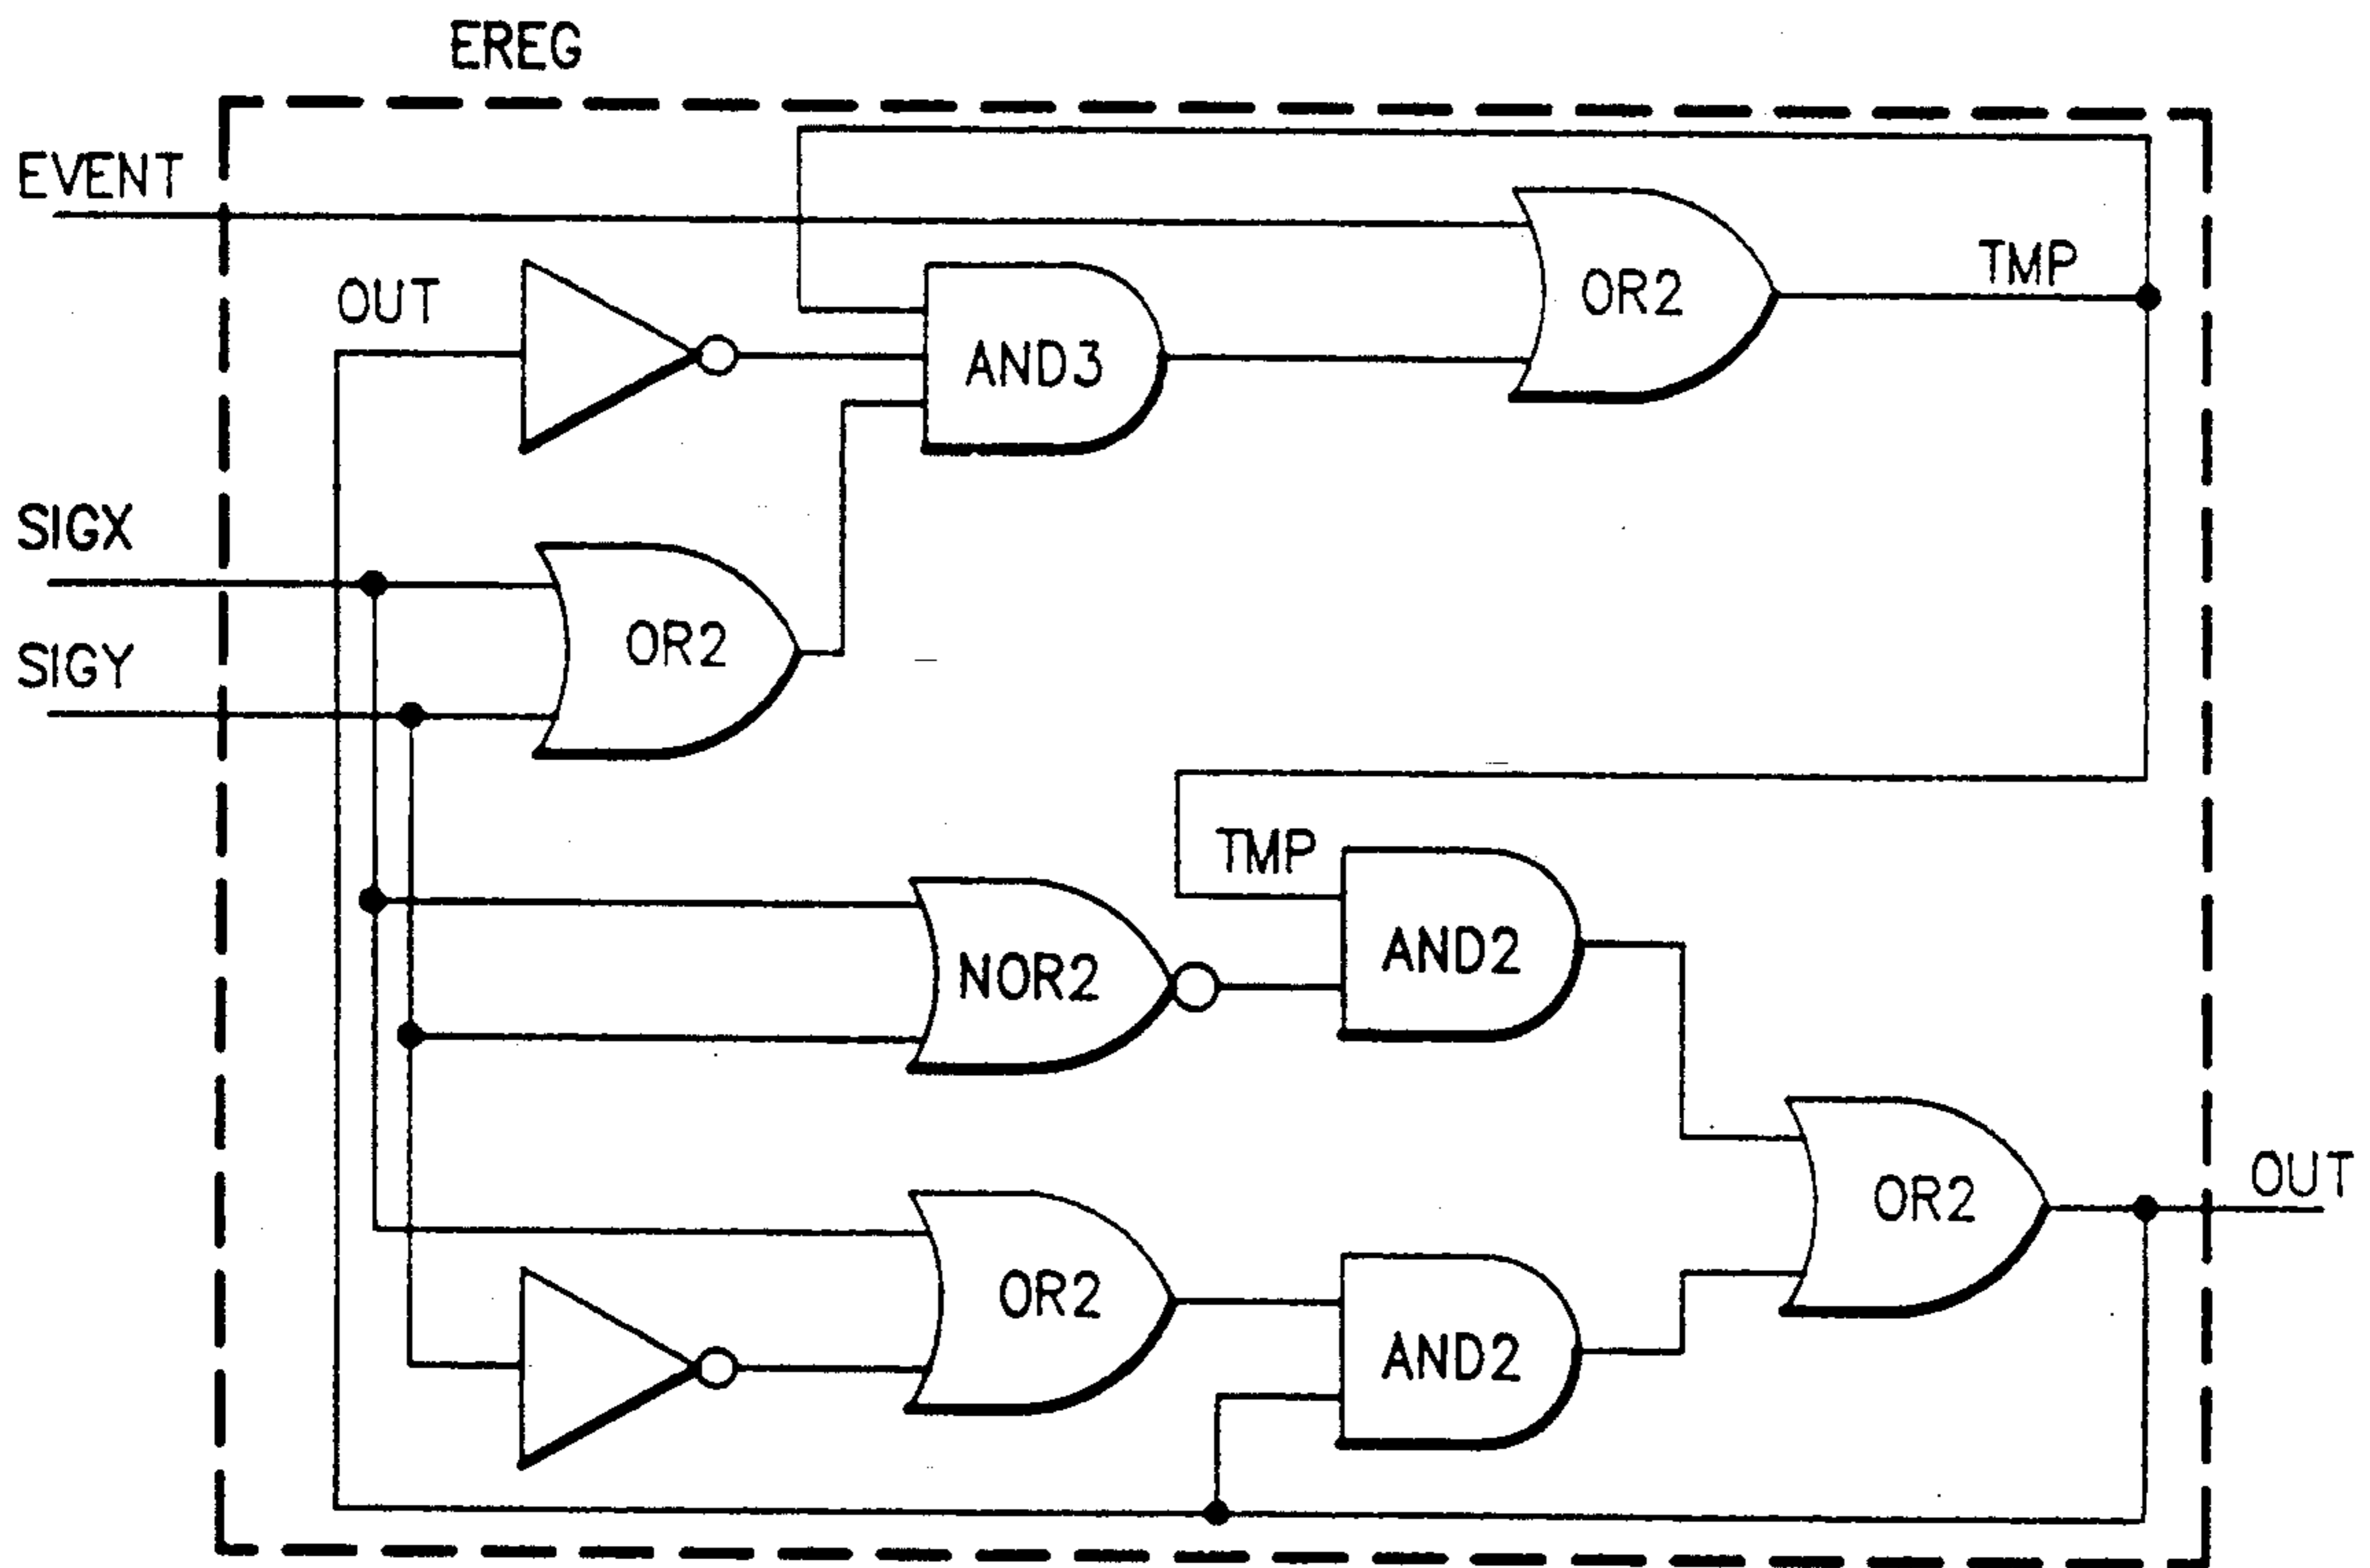 EREG
EVENT
TMP
OR2
OUT
AND3
SIGX
OR2
SIGY
TMP
AND2
NOR2
OUT
OR2
OR2
AND2